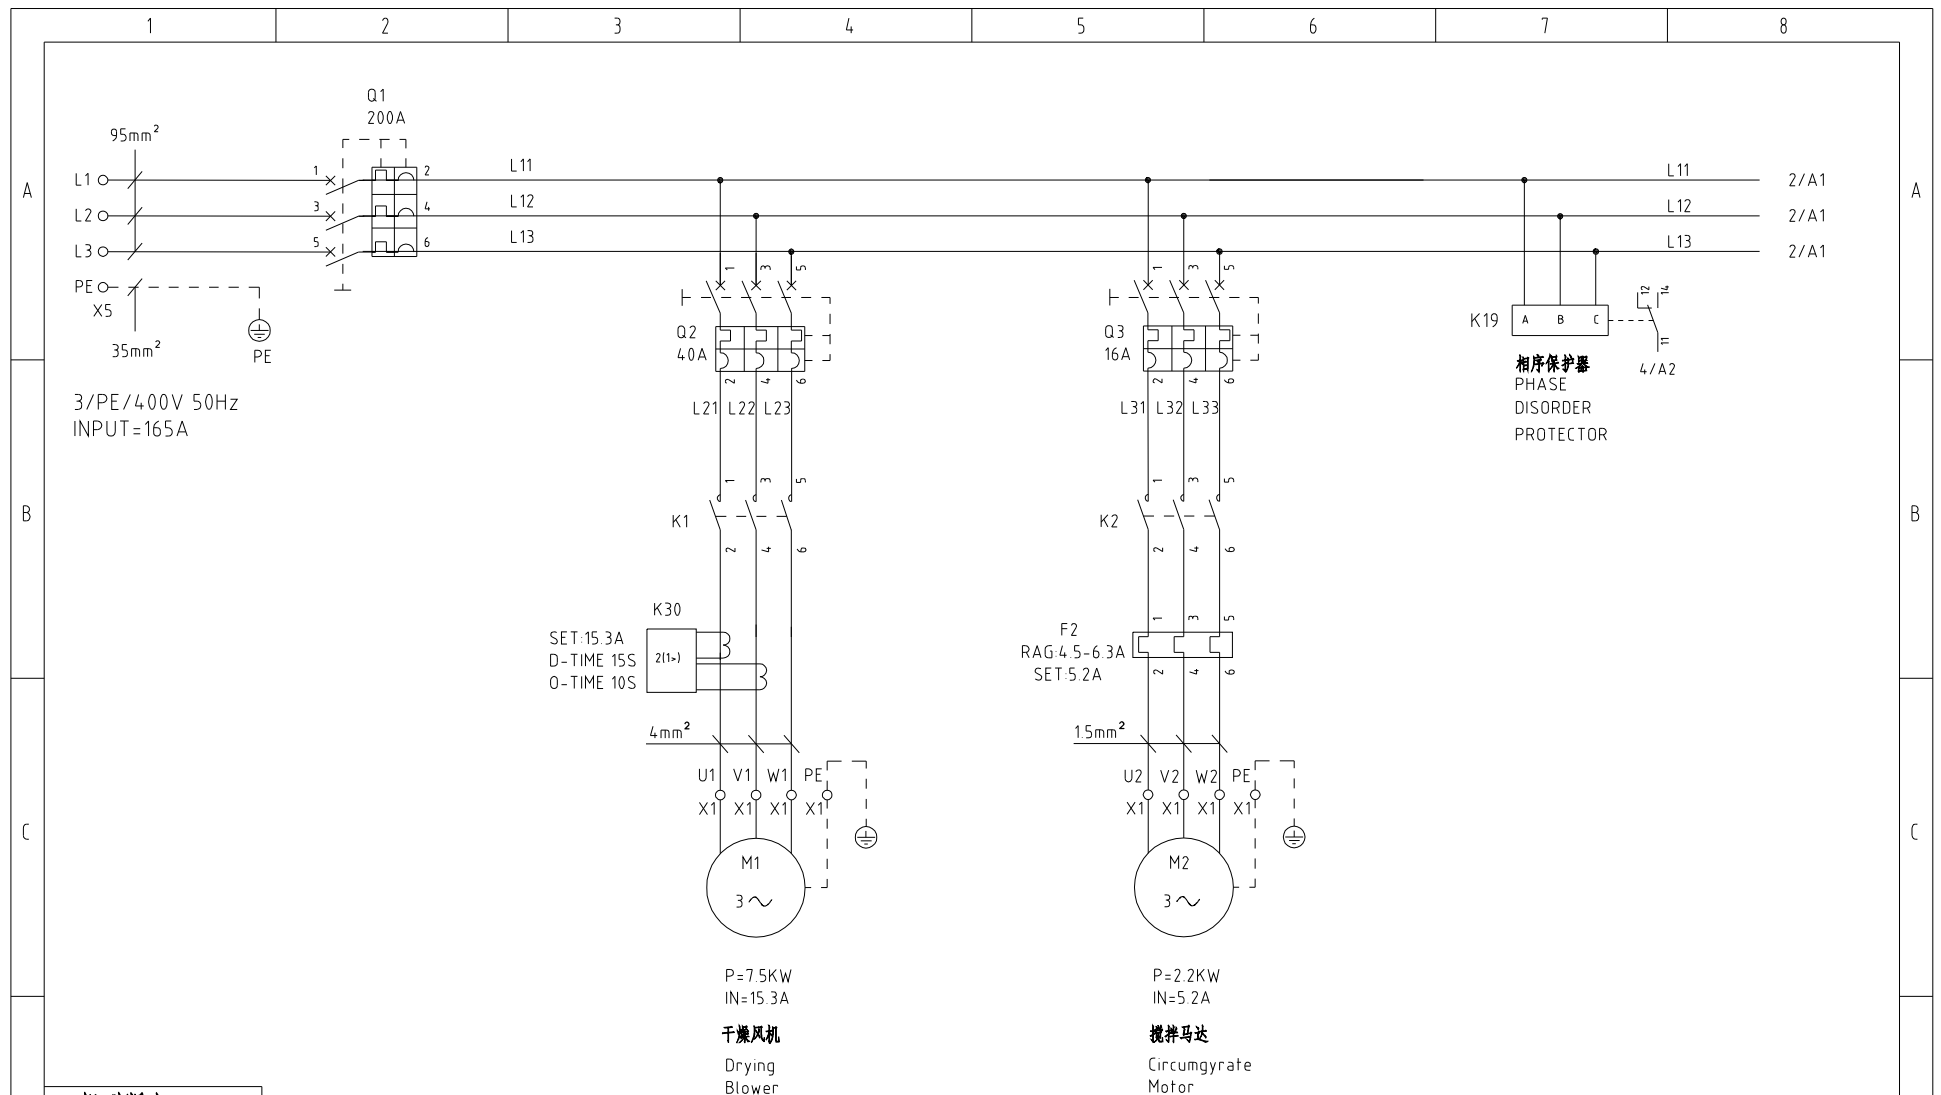 1 2 3 4 5 6 7 8
Q1
200A
95mm²
A
L1
1
2
L11
L11
2/A1
A
L2
3
4
L12
L12
2/A1
L3
5
6
L13
L13
2/A1
PE
X5
35mm²
PE
3/PE/400V 50Hz
INPUT=165A
1 3 5
Q2
40A
2 4 6
L21 L22 L23
1 3 5
Q3
16A
2 4 6
L31 L32 L33
K19
A B C
12 14
11
4/A2
相序保护器
PHASE
DISORDER
PROTECTOR
B
B
1 3 5
K1
2 4 6
1 3 5
K2
2 4 6
K30
SET:15.3A
D-TIME 15S
O-TIME 10S
2(1>)
1 3 5
F2
RAG:4.5-6.3A
SET:5.2A
2 4 6
4mm²
1.5mm²
U1 V1 W1 PE
X1 X1 X1 X1
U2 V2 W2 PE
X1 X1 X1 X1
C
C
M1
3
M2
3
P=7.5KW
IN=15.3A
干燥风机
Drying
Blower
P=2.2KW
IN=5.2A
搅拌马达
Circumgyrate
Motor